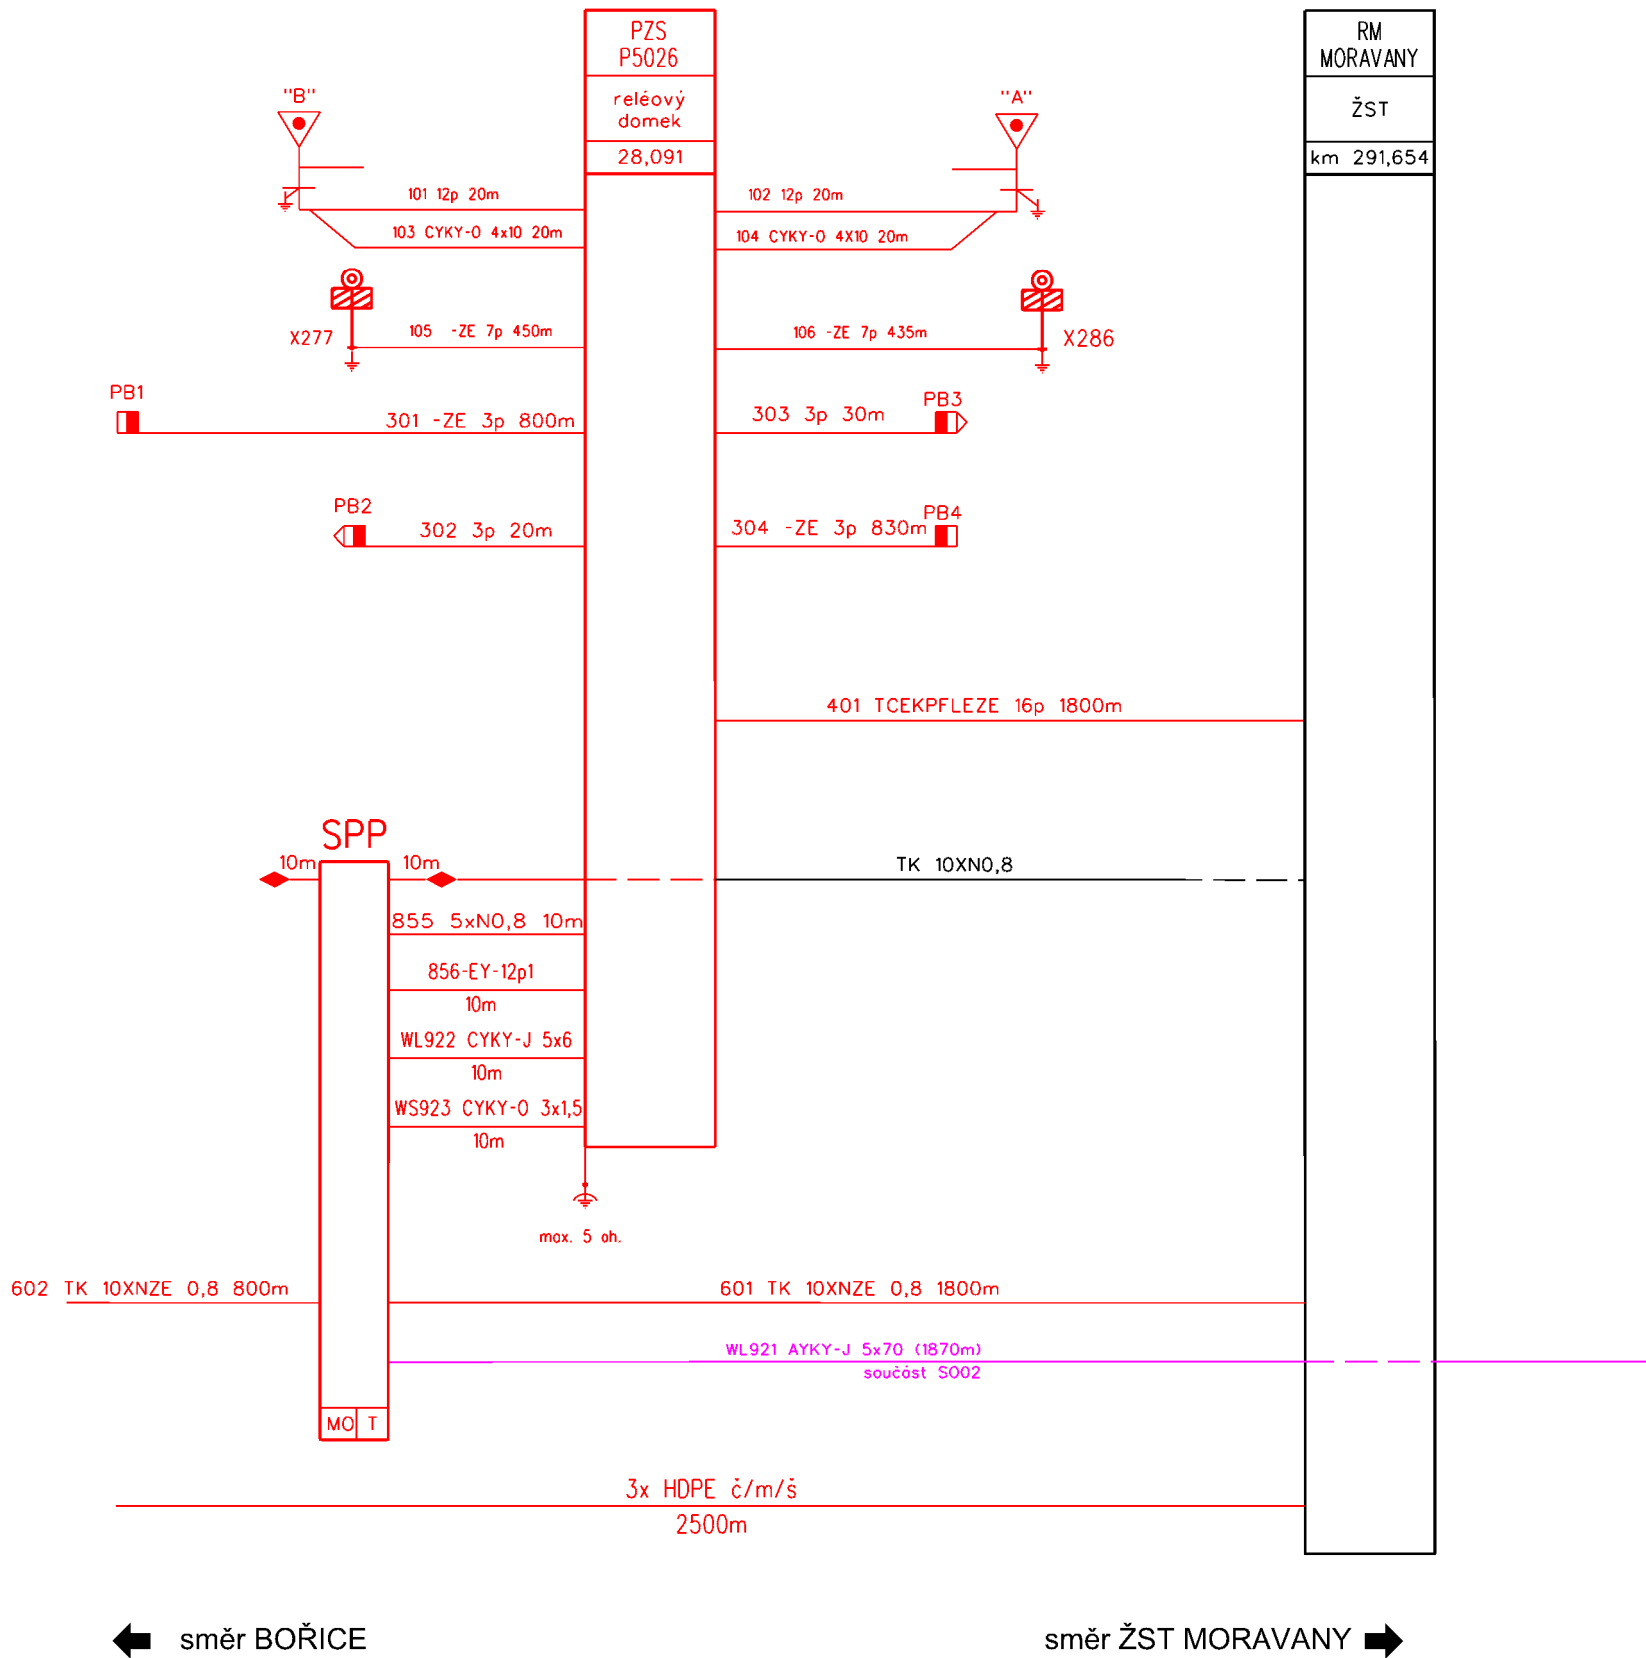 PZS
P5026
reléový
domek
28,091
RM
MORAVANY
ŽST
km 291,654
"B"
"A"
101 12p 20m
102 12p 20m
103 CYKY-O 4x10 20m
104 CYKY-O 4X10 20m
X277
105 -ZE 7p 450m
106 -ZE 7p 435m
X286
PB1
301 -ZE 3p 800m
303 3p 30m
PB3
PB2
302 3p 20m
304 -ZE 3p 830m
PB4
401 TCEKPFLEZE 16p 1800m
SPP
10m
10m
TK 10XN0,8
855 5xN0,8 10m
856-EY-12p1
10m
WL922 CYKY-J 5x6
10m
WS923 CYKY-O 3x1,5
10m
max. 5 oh.
602 TK 10XNZE 0,8 800m
601 TK 10XNZE 0,8 1800m
WL921 AYKY-J 5x70 (1870m)
součást SO02
MO T
3x HDPE č/m/š
2500m
směr BOŘICE
směr ŽST MORAVANY